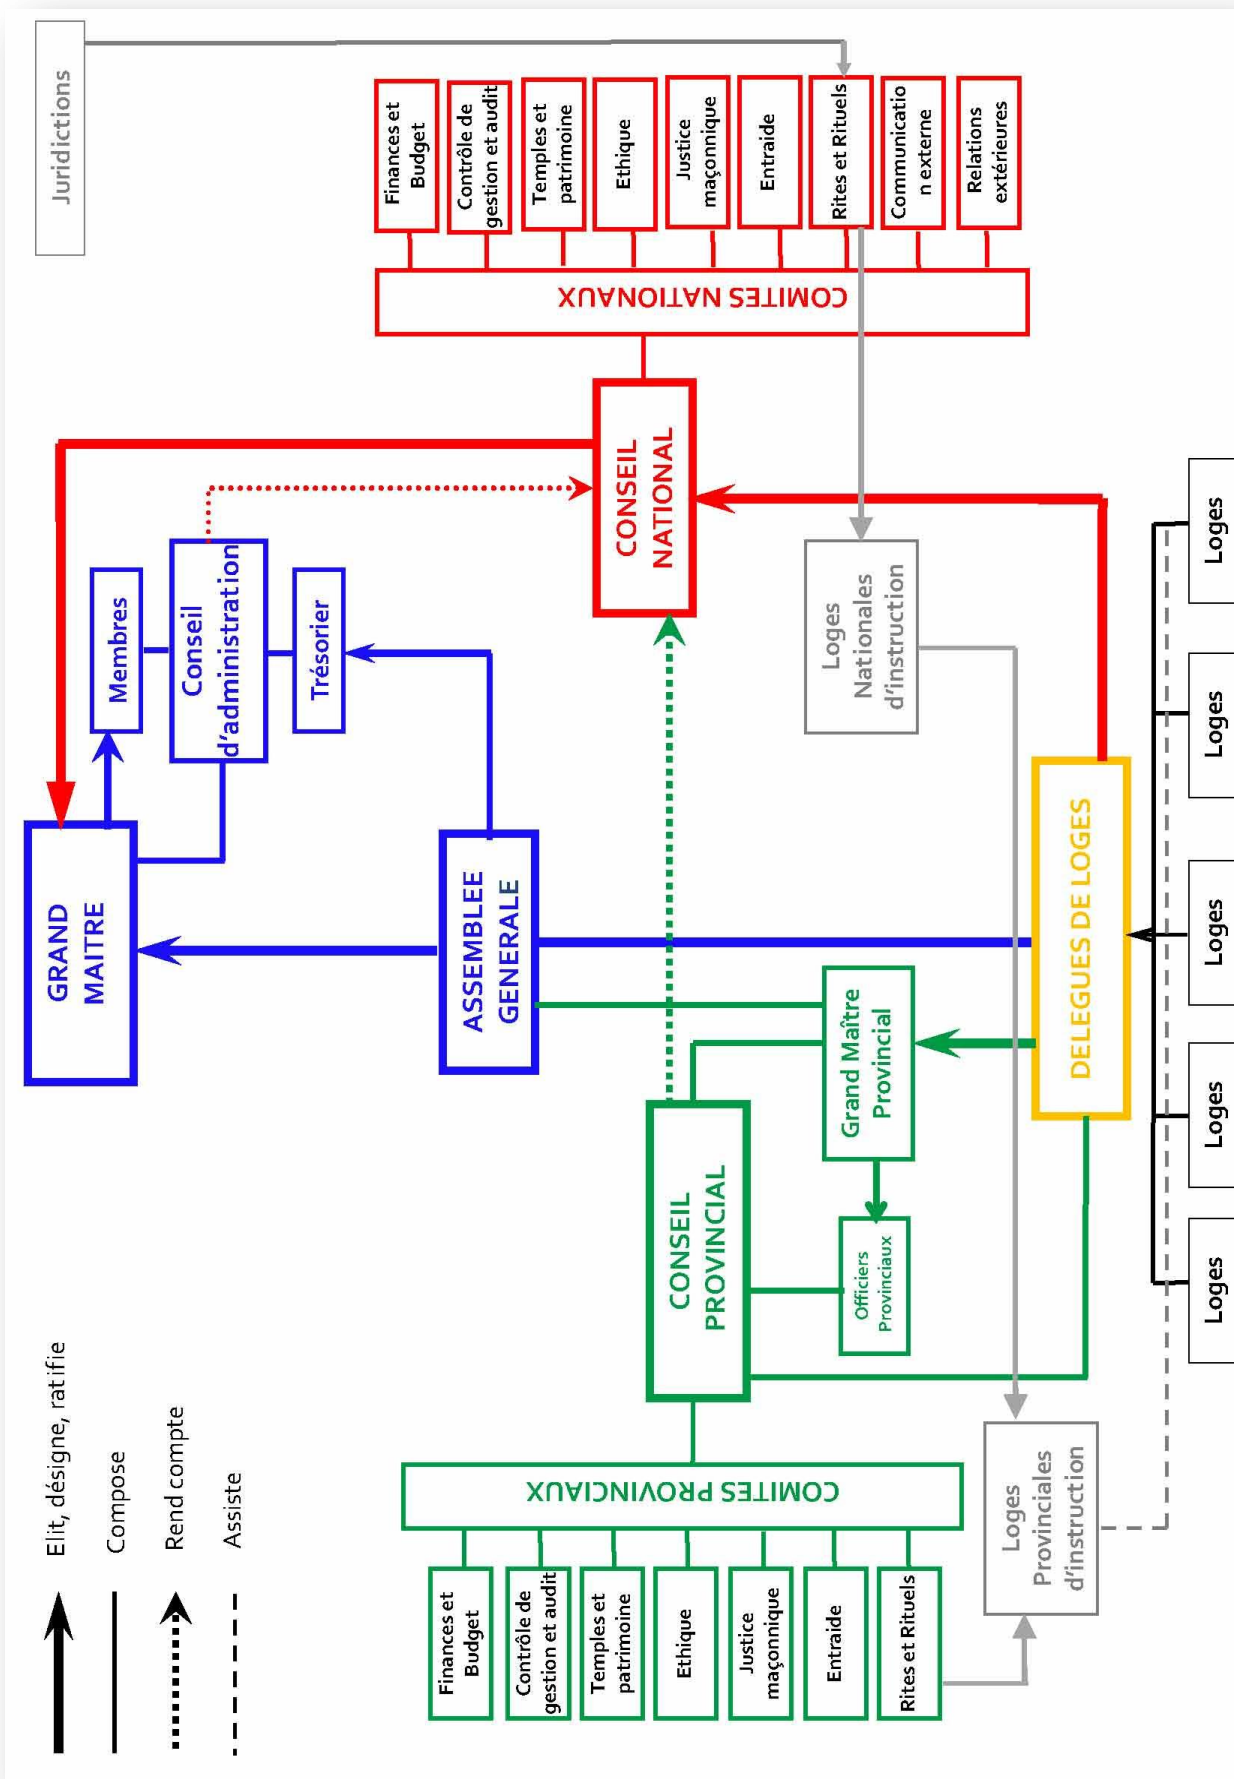 Elit, désigne, ratifie
Compose
Rend compte
Assiste
GRAND
MAITRE
Membres
Conseil
d'administration
Trésorier
Juridictions
ASSEMBLEE
GENERALE
Finances et
Budget
Contrôle de
gestion et audit
Temples et
patrimoine
Ethique
Justice
maçonnique
Entraide
Rites et Rituels
COMITES PROVINCIAUX
CONSEIL
PROVINCIAL
Officiers
Provinciaux
Grand Maître
Provincial
CONSEIL
NATIONAL
COMITES NATIONAUX
Finances et
Budget
Contrôle de
gestion et audit
Temples et
patrimoine
Ethique
Justice
maçonnique
Entraide
Rites et Rituels
Communicatio
n externe
Relations
extérieures
Loges
Nationales
d'instruction
Loges
Provinciales
d'instruction
DELEGUES DE LOGES
Loges
Loges
Loges
Loges
Loges